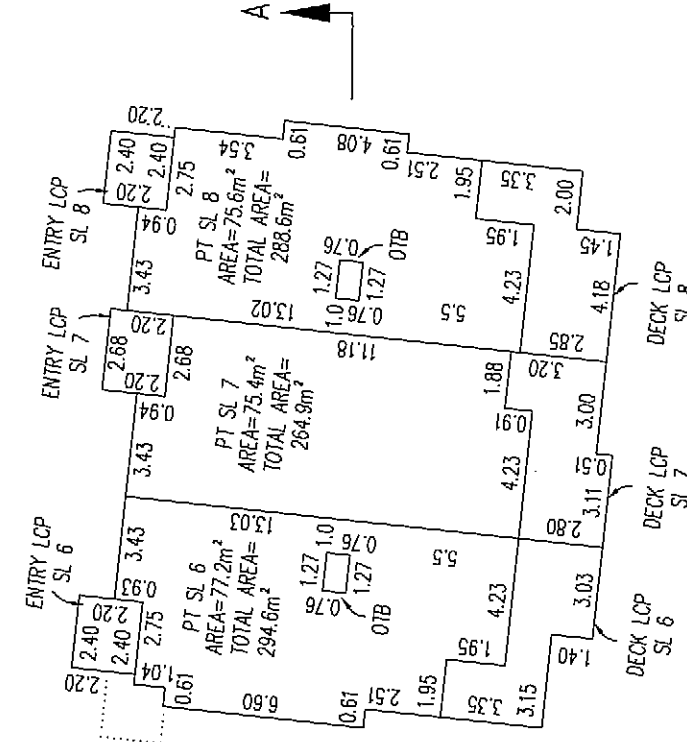 A
ENTRY LCP
SL 8
2.20
2.40
2.40
2.20
2.75
0.94
3.43
3.54
0.61
4.08
0.61
2.51
PT SL 8
AREA=75.6m²
TOTAL AREA=
288.6m²
0.76
OTB
1.27
1.27
0.76
1.0
13.02
5.5
1.95
1.95
4.23
3.35
2.00
1.45
4.18
2.85
DECK LCP
SL 8
ENTRY LCP
SL 7
2.20
2.68
2.20
2.68
0.94
3.43
PT SL 7
AREA=75.4m²
TOTAL AREA=
264.9m²
11.18
1.88
0.91
4.23
3.20
3.00
0.51
3.11
2.80
DECK LCP
SL 7
ENTRY LCP
SL 6
2.20
2.40
2.40
2.20
2.75
0.93
3.43
1.04
0.61
6.60
0.61
2.51
PT SL 6
AREA=77.2m²
TOTAL AREA=
294.6m²
13.03
1.0
0.76
1.27
1.27
0.76
OTB
5.5
4.23
1.95
1.95
3.35
3.15
1.40
3.03
DECK LCP
SL 6